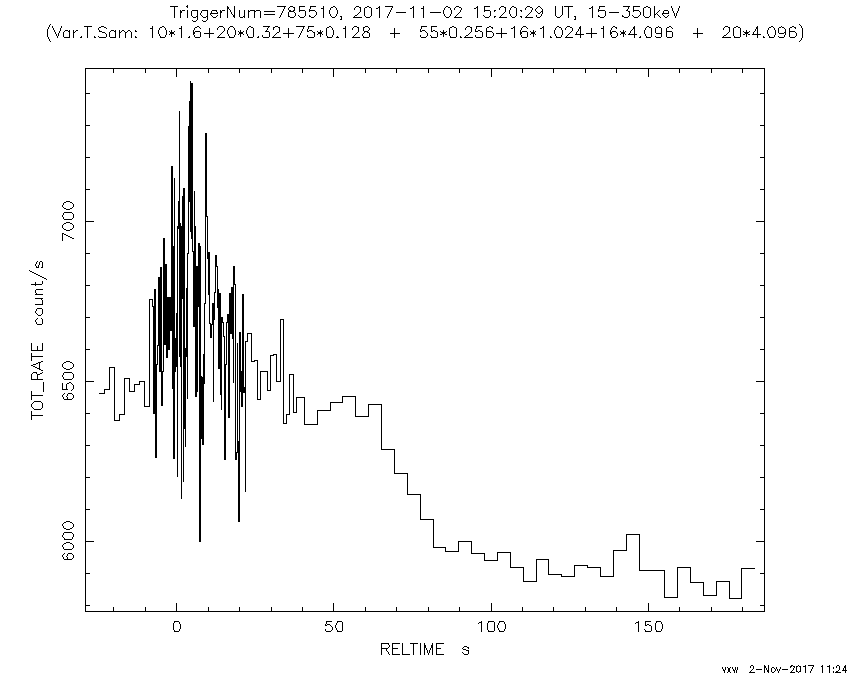 TriggerNum=785510, 2017-11-02 15:20:29 UT, 15-350keV
(Var.T.Sam: 10*1.6+20*0.32+75*0.128 + 55*0.256+16*1.024+16*4.096 + 20*4.096)
TOT_RATE count/s
7000
6500
6000
0 50 100 150
RELTIME s
vxw 2-Nov-2017 11:24